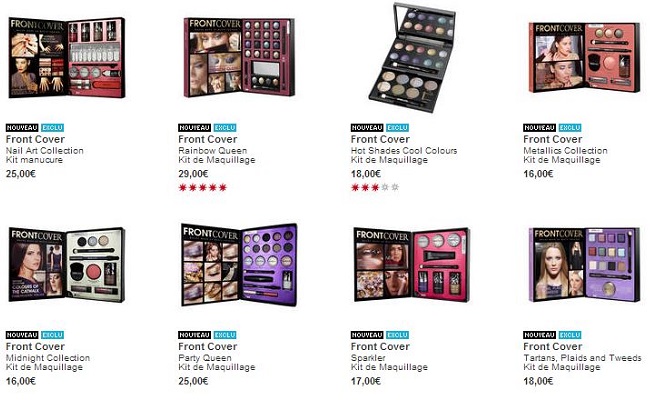 FRONTCOVER
FRONTCOVER
FRONTCOVER
NOUVEAU EXCLU
Front Cover
Nail Art Collection
Kit manucure
25,00€
NOUVEAU EXCLU
Front Cover
Rainbow Queen
Kit de Maquillage
29,00€
NOUVEAU EXCLU
Front Cover
Hot Shades Cool Colours
Kit de Maquillage
18,00€
NOUVEAU EXCLU
Front Cover
Metallics Collection
Kit de Maquillage
16,00€
FRONTCOVER
COLOURS OF
THE CATWALK
FRONTCOVER
FRONTCOVER
FRONTCOVER
NOUVEAU EXCLU
Front Cover
Midnight Collection
Kit de Maquillage
16,00€
NOUVEAU EXCLU
Front Cover
Party Queen
Kit de Maquillage
25,00€
NOUVEAU EXCLU
Front Cover
Sparkler
Kit de Maquillage
17,00€
NOUVEAU EXCLU
Front Cover
Tartans, Plaids and Tweeds
Kit de Maquillage
18,00€